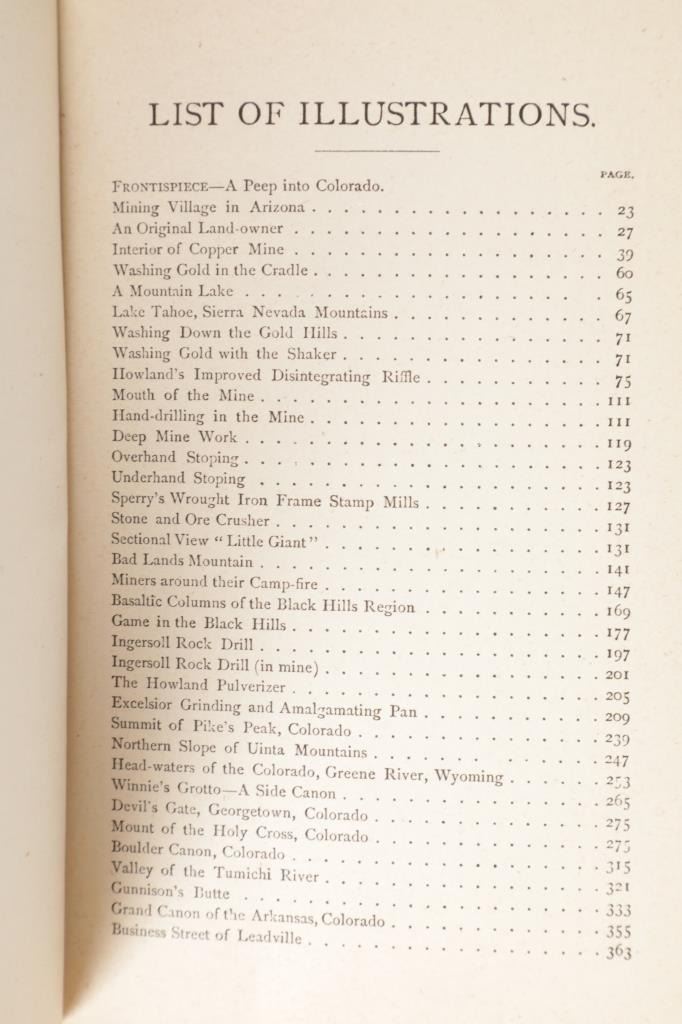 LIST OF ILLUSTRATIONS.
PAGE.
FRONTISPIECE—A Peep into Colorado.
Mining Village in Arizona . . . . . . . . . . . . . . . . . . 23
An Original Land-owner . . . . . . . . . . . . . . . . . . . 27
Interior of Copper Mine . . . . . . . . . . . . . . . . . . . 39
Washing Gold in the Cradle . . . . . . . . . . . . . . . . . . 60
A Mountain Lake . . . . . . . . . . . . . . . . . . . . . 65
Lake Tahoe, Sierra Nevada Mountains . . . . . . . . . . . . . 67
Washing Down the Gold Hills . . . . . . . . . . . . . . . . 71
Washing Gold with the Shaker . . . . . . . . . . . . . . . . 71
Howland's Improved Disintegrating Riffle . . . . . . . . . . . 75
Mouth of the Mine . . . . . . . . . . . . . . . . . . . . 111
Hand-drilling in the Mine . . . . . . . . . . . . . . . . . . 111
Deep Mine Work . . . . . . . . . . . . . . . . . . . . . 119
Overhand Stoping . . . . . . . . . . . . . . . . . . . . . 123
Underhand Stoping . . . . . . . . . . . . . . . . . . . . 123
Sperry's Wrought Iron Frame Stamp Mills . . . . . . . . . . . 127
Stone and Ore Crusher . . . . . . . . . . . . . . . . . . . 131
Sectional View "Little Giant" . . . . . . . . . . . . . . . . . 131
Bad Lands Mountain . . . . . . . . . . . . . . . . . . . . 141
Miners around their Camp-fire . . . . . . . . . . . . . . . . 147
Basaltic Columns of the Black Hills Region . . . . . . . . . . . 169
Game in the Black Hills . . . . . . . . . . . . . . . . . . 177
Ingersoll Rock Drill . . . . . . . . . . . . . . . . . . . . 197
Ingersoll Rock Drill (in mine) . . . . . . . . . . . . . . . . . 201
The Howland Pulverizer . . . . . . . . . . . . . . . . . . 205
Excelsior Grinding and Amalgamating Pan . . . . . . . . . . . 209
Summit of Pike's Peak, Colorado . . . . . . . . . . . . . . . 239
Northern Slope of Uinta Mountains . . . . . . . . . . . . . . 247
Head-waters of the Colorado, Greene River, Wyoming . . . . . . 253
Winnie's Grotto—A Side Canon . . . . . . . . . . . . . . . . 265
Devil's Gate, Georgetown, Colorado . . . . . . . . . . . . . . 275
Mount of the Holy Cross, Colorado . . . . . . . . . . . . . . 275
Boulder Canon, Colorado . . . . . . . . . . . . . . . . . . 315
Valley of the Tumichi River . . . . . . . . . . . . . . . . . 321
Gunnison's Butte . . . . . . . . . . . . . . . . . . . . . 333
Grand Canon of the Arkansas, Colorado . . . . . . . . . . . . . 355
Business Street of Leadville . . . . . . . . . . . . . . . . . . 363